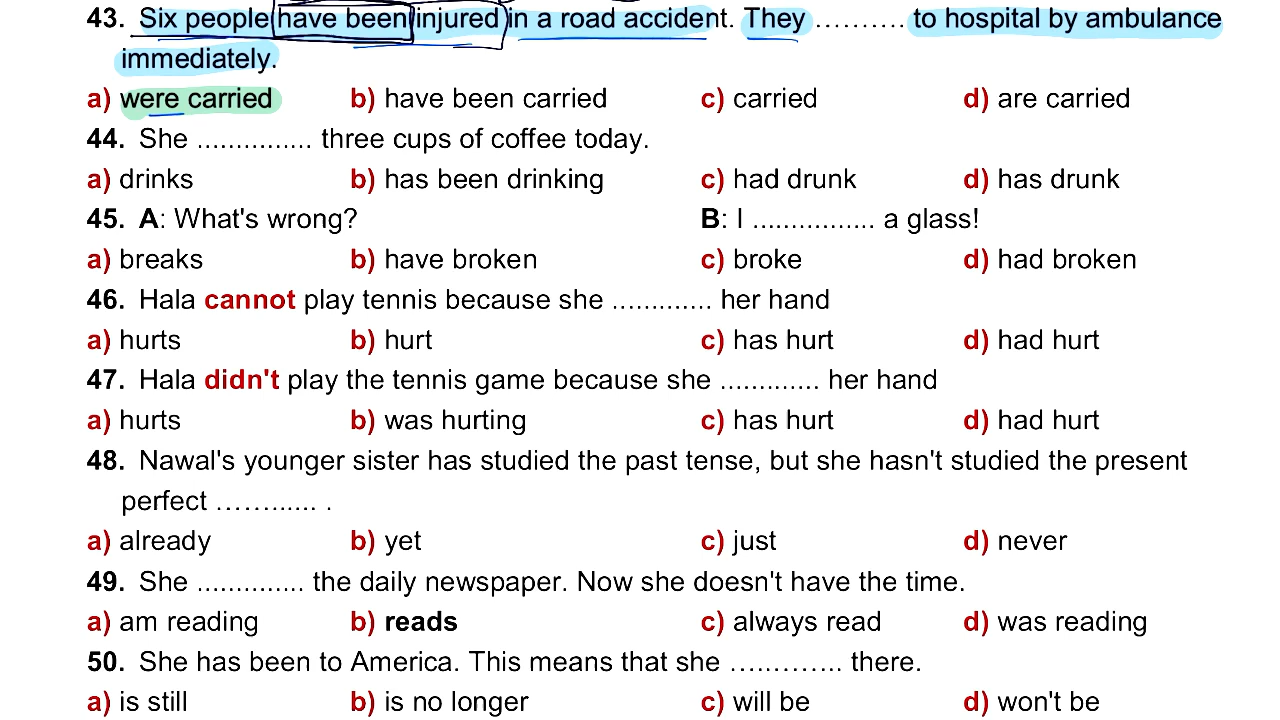 43. Six people have been injured in a road accident. They ………. to hospital by ambulance
immediately.
a) were carried b) have been carried c) carried d) are carried
44. She ............... three cups of coffee today.
a) drinks b) has been drinking c) had drunk d) has drunk
45. A: What's wrong? B: I ................ a glass!
a) breaks b) have broken c) broke d) had broken
46. Hala cannot play tennis because she ............. her hand
a) hurts b) hurt c) has hurt d) had hurt
47. Hala didn't play the tennis game because she ............. her hand
a) hurts b) was hurting c) has hurt d) had hurt
48. Nawal's younger sister has studied the past tense, but she hasn't studied the present
perfect ……....... .
a) already b) yet c) just d) never
49. She .............. the daily newspaper. Now she doesn't have the time.
a) am reading b) reads c) always read d) was reading
50. She has been to America. This means that she …..……... there.
a) is still b) is no longer c) will be d) won't be